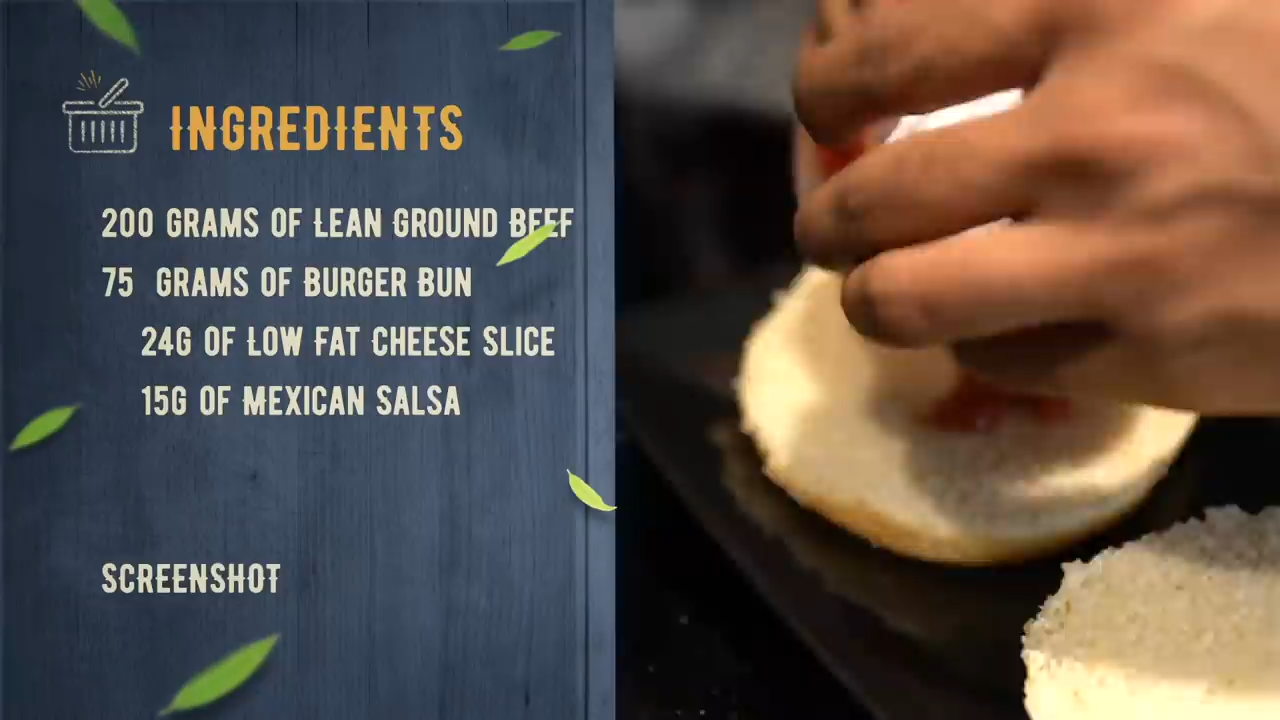 INGREDIENTS
200 GRAMS OF LEAN GROUND BEEF
75 GRAMS OF BURGER BUN
24G OF LOW FAT CHEESE SLICE
15G OF MEXICAN SALSA
SCREENSHOT